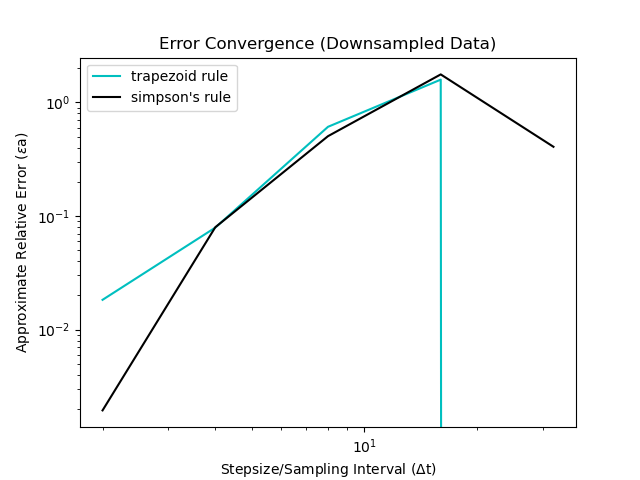 Error Convergence (Downsampled Data)
trapezoid rule
simpson's rule
Approximate Relative Error (εa)
10⁰
10⁻¹
10⁻²
10¹
Stepsize/Sampling Interval (Δt)